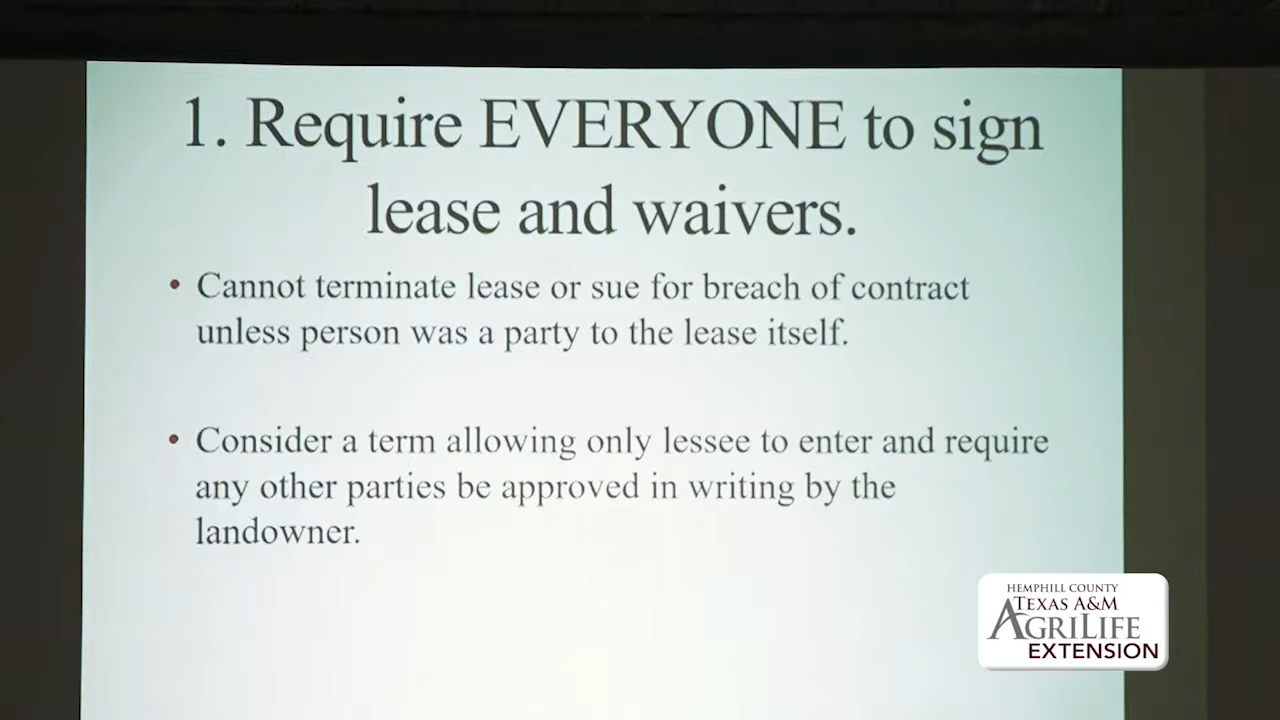 1. Require EVERYONE to sign
lease and waivers.
• Cannot terminate lease or sue for breach of contract
unless person was a party to the lease itself.
• Consider a term allowing only lessee to enter and require
any other parties be approved in writing by the
landowner.
HEMPHILL COUNTY
TEXAS A&M
AGRILIFE
EXTENSION